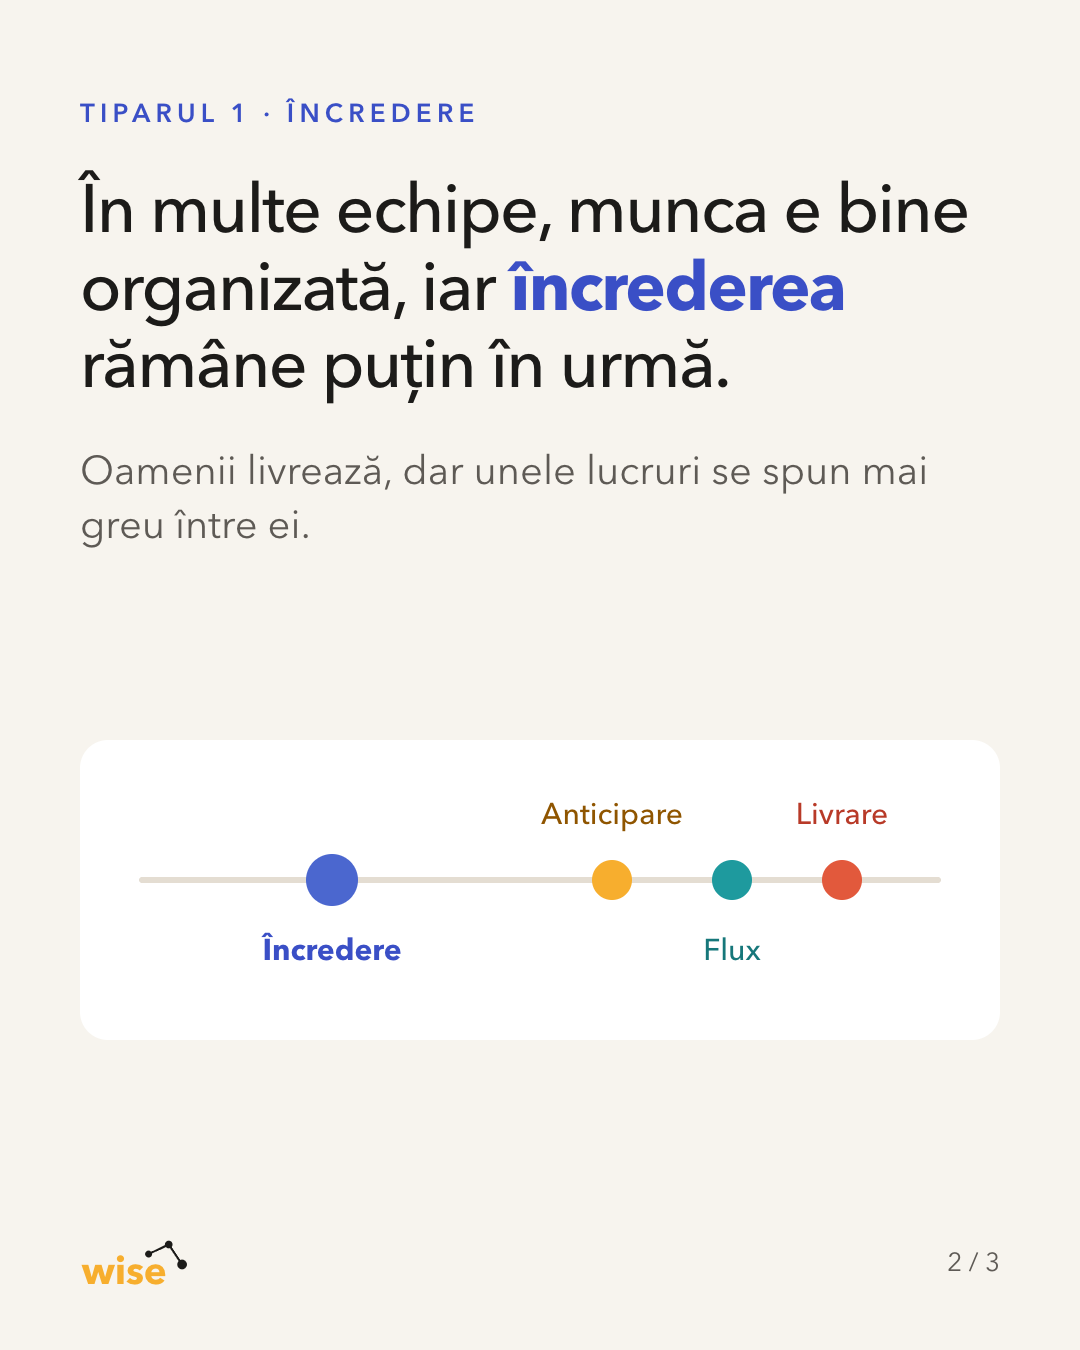 TIPARUL 1 · ÎNCREDERE
În multe echipe, munca e bine
organizată, iar încrederea
rămâne puțin în urmă.
Oamenii livrează, dar unele lucruri se spun mai
greu între ei.
Anticipare
Livrare
Încredere
Flux
wise
2 / 3